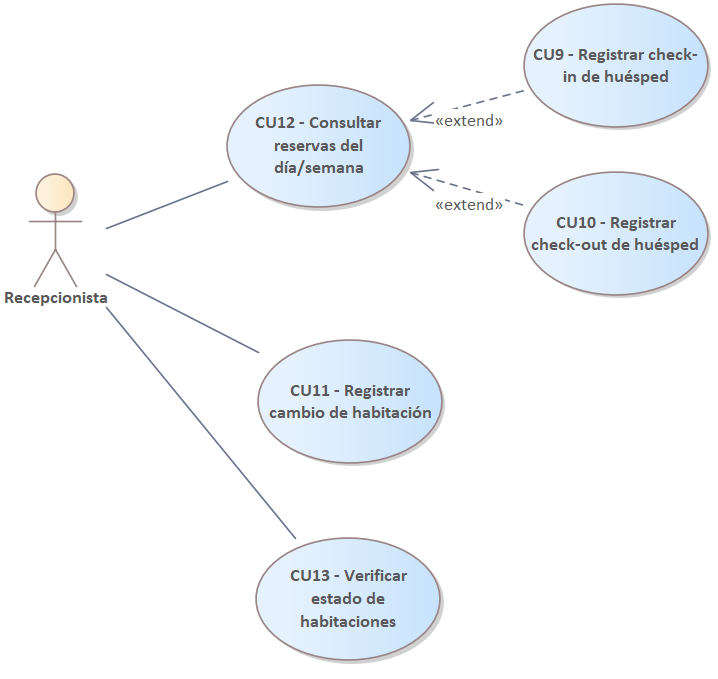 CU9 - Registrar check-
in de huésped
CU12 - Consultar
reservas del
día/semana
«extend»
«extend»
CU10 - Registrar
check-out de huésped
Recepcionista
CU11 - Registrar
cambio de habitación
CU13 - Verificar
estado de
habitaciones